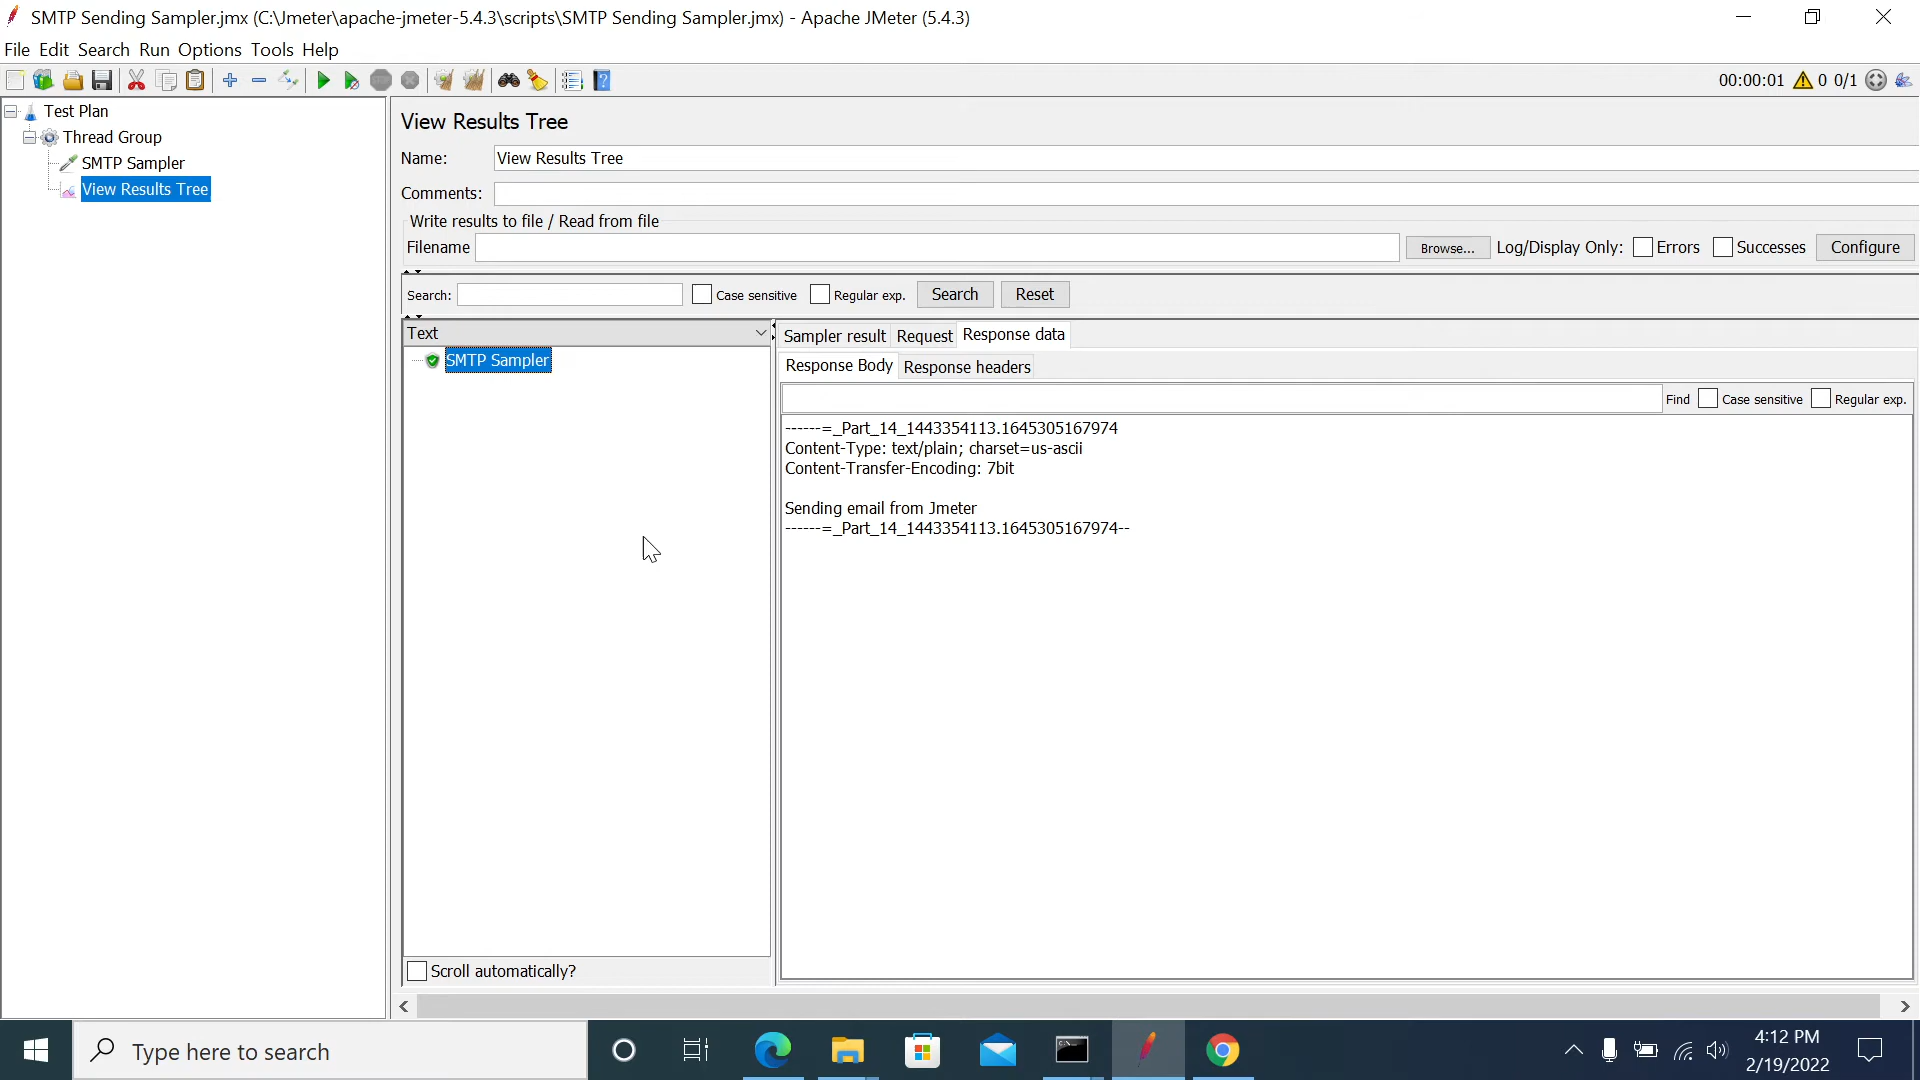 SMTP Sending Sampler.jmx (C:\Jmeter\apache-jmeter-5.4.3\scripts\SMTP Sending Sampler.jmx) - Apache JMeter (5.4.3)
File Edit Search Run Options Tools Help
00:00:01 0 0/1
Test Plan
Thread Group
SMTP Sampler
View Results Tree
View Results Tree
Name: View Results Tree
Comments:
Write results to file / Read from file
Filename Browse... Log/Display Only: Errors Successes Configure
Search: Case sensitive Regular exp. Search Reset
Text
SMTP Sampler
Scroll automatically?
Sampler result Request Response data
Response Body Response headers
Find Case sensitive Regular exp.
------=_Part_14_1443354113.1645305167974
Content-Type: text/plain; charset=us-ascii
Content-Transfer-Encoding: 7bit
Sending email from Jmeter
------=_Part_14_1443354113.1645305167974--
Type here to search
4:12 PM
2/19/2022